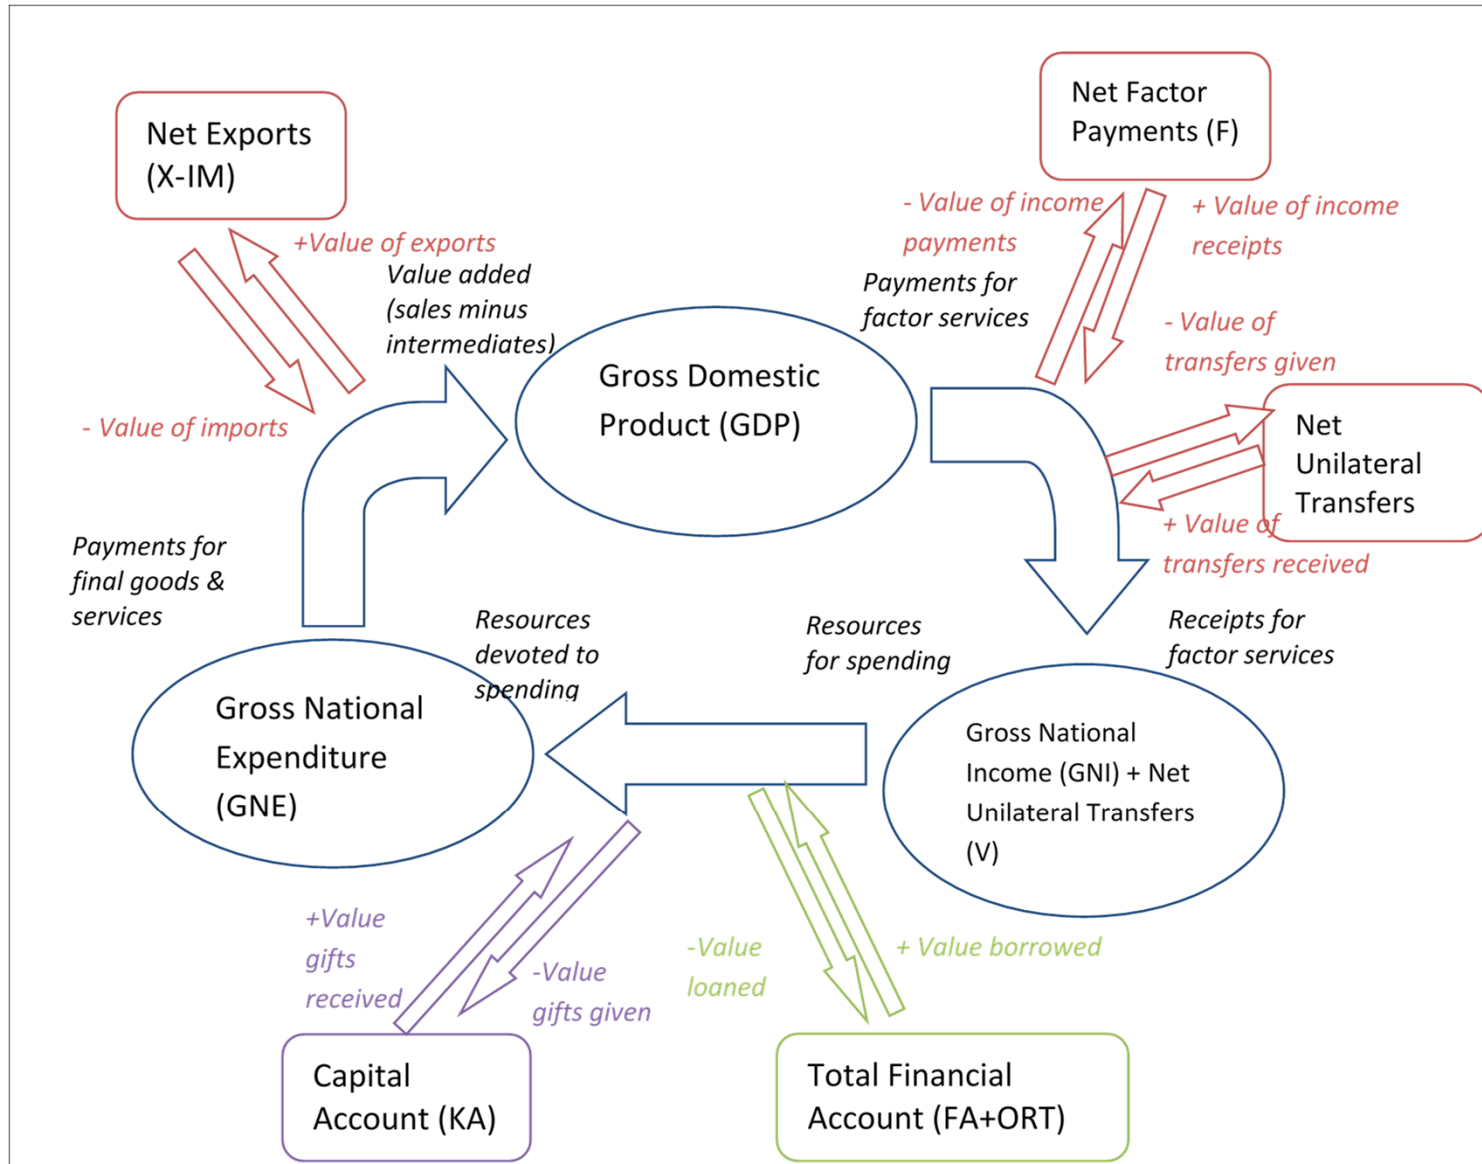 Net Exports
(X-IM)
Net Factor
Payments (F)
+Value of exports
- Value of imports
Value added
(sales minus
intermediates)
- Value of income
payments
+ Value of income
receipts
Payments for
factor services
- Value of
transfers given
Net
Unilateral
Transfers
+ Value of
transfers received
Gross Domestic
Product (GDP)
Payments for
final goods &
services
Resources
devoted to
spending
Resources
for spending
Receipts for
factor services
Gross National
Expenditure
(GNE)
Gross National
Income (GNI) + Net
Unilateral Transfers
(V)
+Value
gifts
received
-Value
gifts given
-Value
loaned
+ Value borrowed
Capital
Account (KA)
Total Financial
Account (FA+ORT)